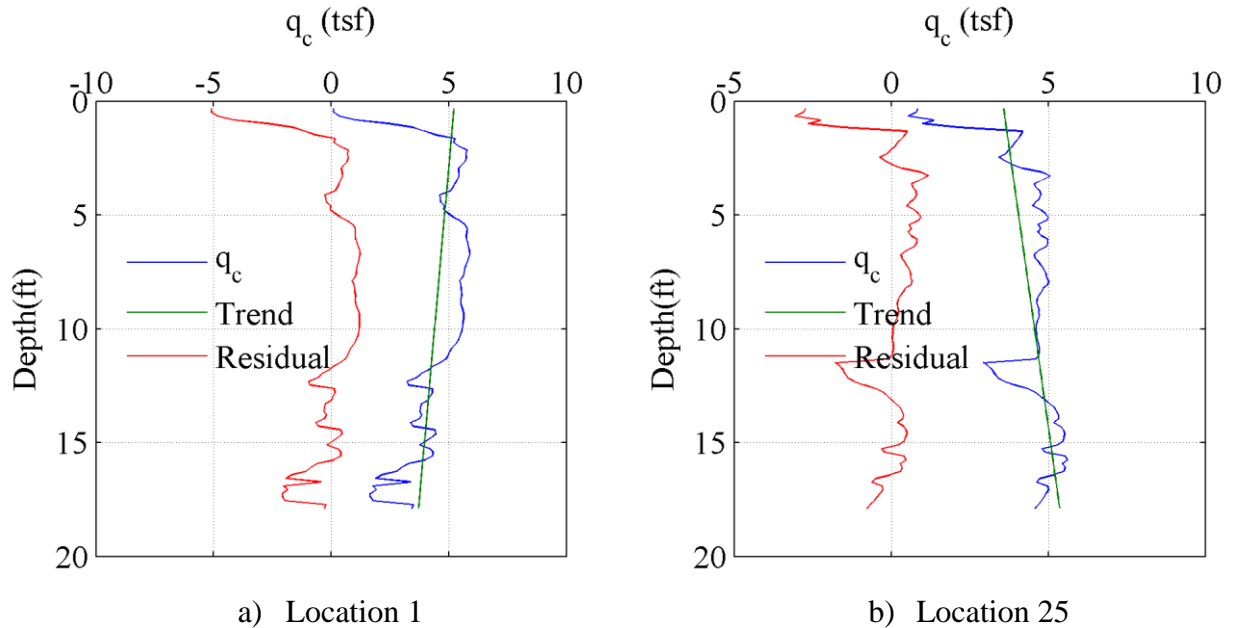 q_c (tsf)
-10 -5 0 5 10
0
5
10
15
20
Depth(ft)
q_c
Trend
Residual
a) Location 1
q_c (tsf)
-5 0 5 10
0
5
10
15
20
Depth(ft)
q_c
Trend
Residual
b) Location 25